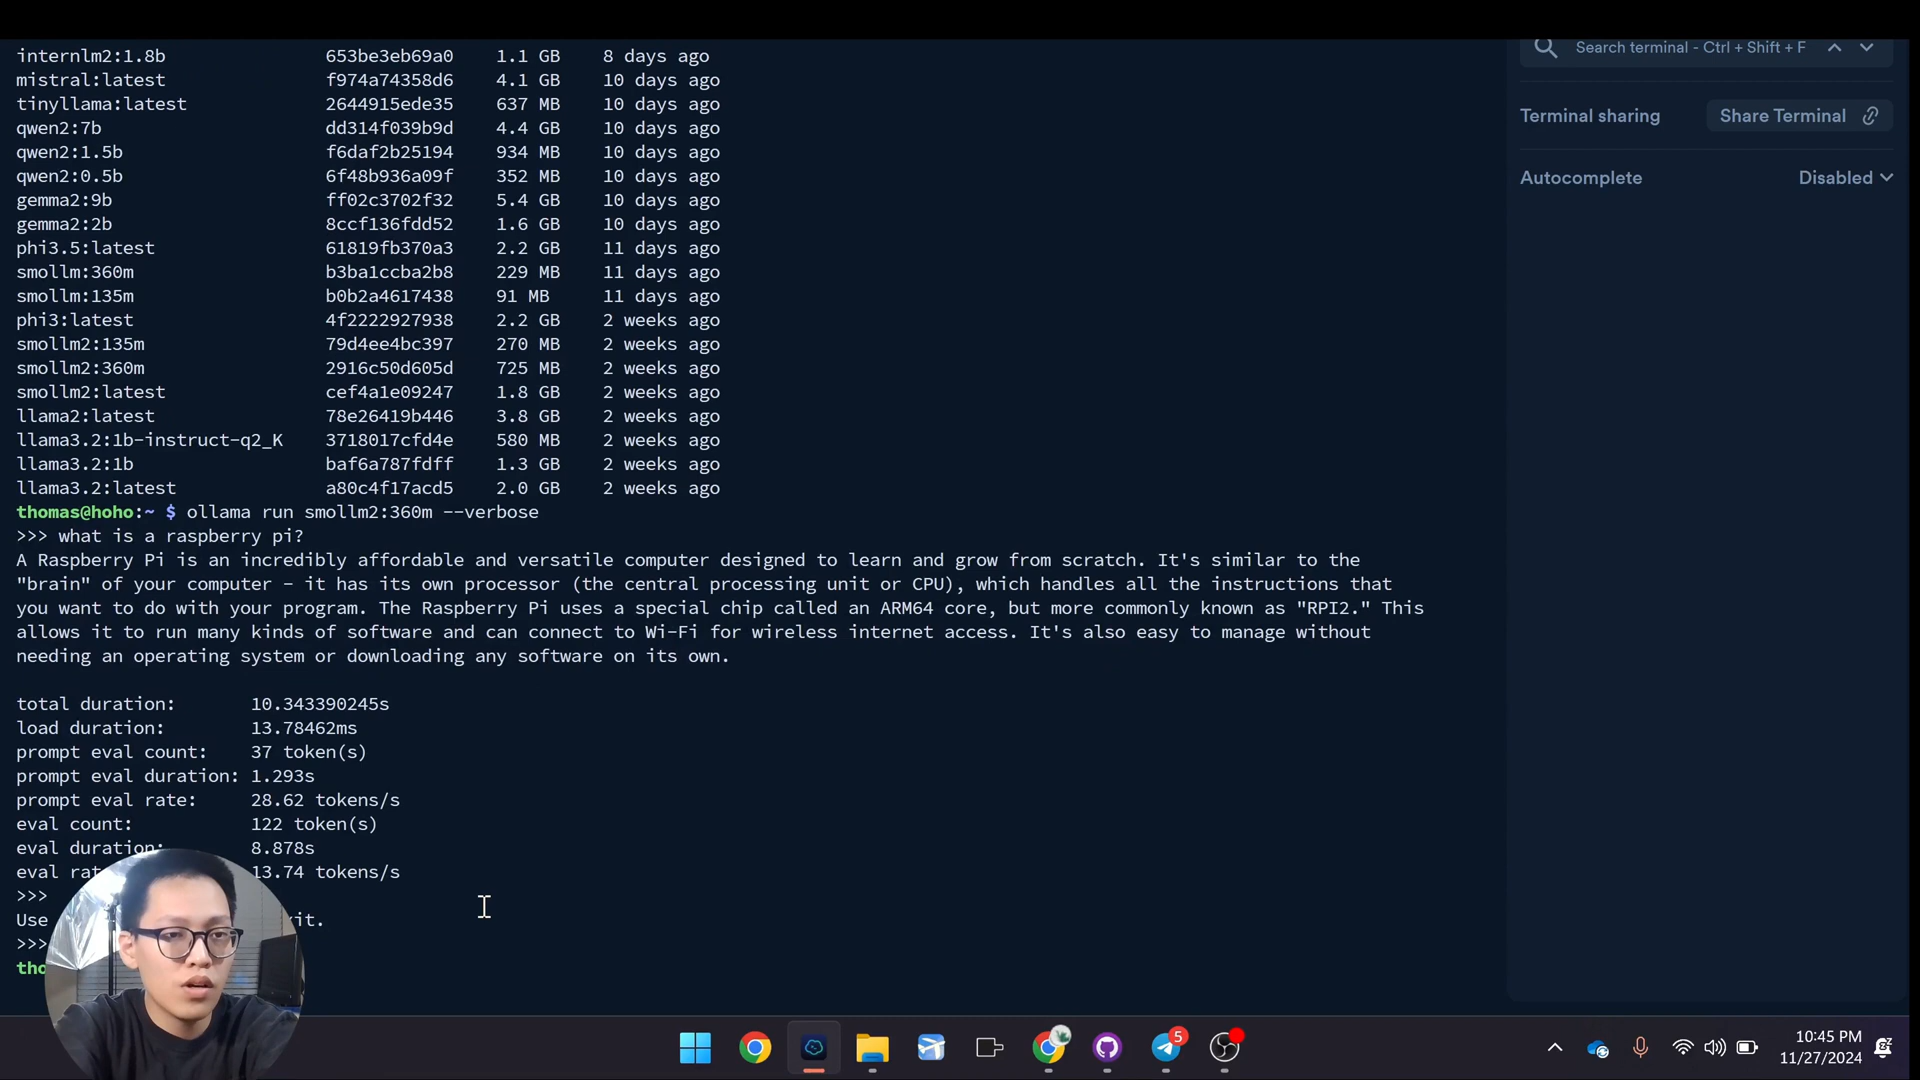 internlm2:1.8b 653be3eb69a0 1.1 GB 8 days ago
mistral:latest f974a74358d6 4.1 GB 10 days ago
tinyllama:latest 2644915ede35 637 MB 10 days ago
qwen2:7b dd314f039b9d 4.4 GB 10 days ago
qwen2:1.5b f6daf2b25194 934 MB 10 days ago
qwen2:0.5b 6f48b936a09f 352 MB 10 days ago
gemma2:9b ff02c3702f32 5.4 GB 10 days ago
gemma2:2b 8ccf136fdd52 1.6 GB 10 days ago
phi3.5:latest 61819fb370a3 2.2 GB 11 days ago
smollm:360m b3ba1ccba2b8 229 MB 11 days ago
smollm:135m b0b2a4617438 91 MB 11 days ago
phi3:latest 4f2222927938 2.2 GB 2 weeks ago
smollm2:135m 79d4ee4bc397 270 MB 2 weeks ago
smollm2:360m 2916c50d605d 725 MB 2 weeks ago
smollm2:latest cef4a1e09247 1.8 GB 2 weeks ago
llama2:latest 78e26419b446 3.8 GB 2 weeks ago
llama3.2:1b-instruct-q2_K 3718017cfd4e 580 MB 2 weeks ago
llama3.2:1b baf6a787fdff 1.3 GB 2 weeks ago
llama3.2:latest a80c4f17acd5 2.0 GB 2 weeks ago
thomas@hoho:~ $ ollama run smollm2:360m --verbose
>>> what is a raspberry pi?
A Raspberry Pi is an incredibly affordable and versatile computer designed to learn and grow from scratch. It's similar to the
"brain" of your computer – it has its own processor (the central processing unit or CPU), which handles all the instructions that
you want to do with your program. The Raspberry Pi uses a special chip called an ARM64 core, but more commonly known as "RPI2." This
allows it to run many kinds of software and can connect to Wi-Fi for wireless internet access. It's also easy to manage without
needing an operating system or downloading any software on its own.
total duration: 10.343390245s
load duration: 13.78462ms
prompt eval count: 37 token(s)
prompt eval duration: 1.293s
prompt eval rate: 28.62 tokens/s
eval count: 122 token(s)
eval duration: 8.878s
eval rat 13.74 tokens/s
>>>
Use xit.
>>>
tho
Search terminal - Ctrl + Shift + F
Terminal sharing Share Terminal
Autocomplete Disabled
5
10:45 PM
11/27/2024